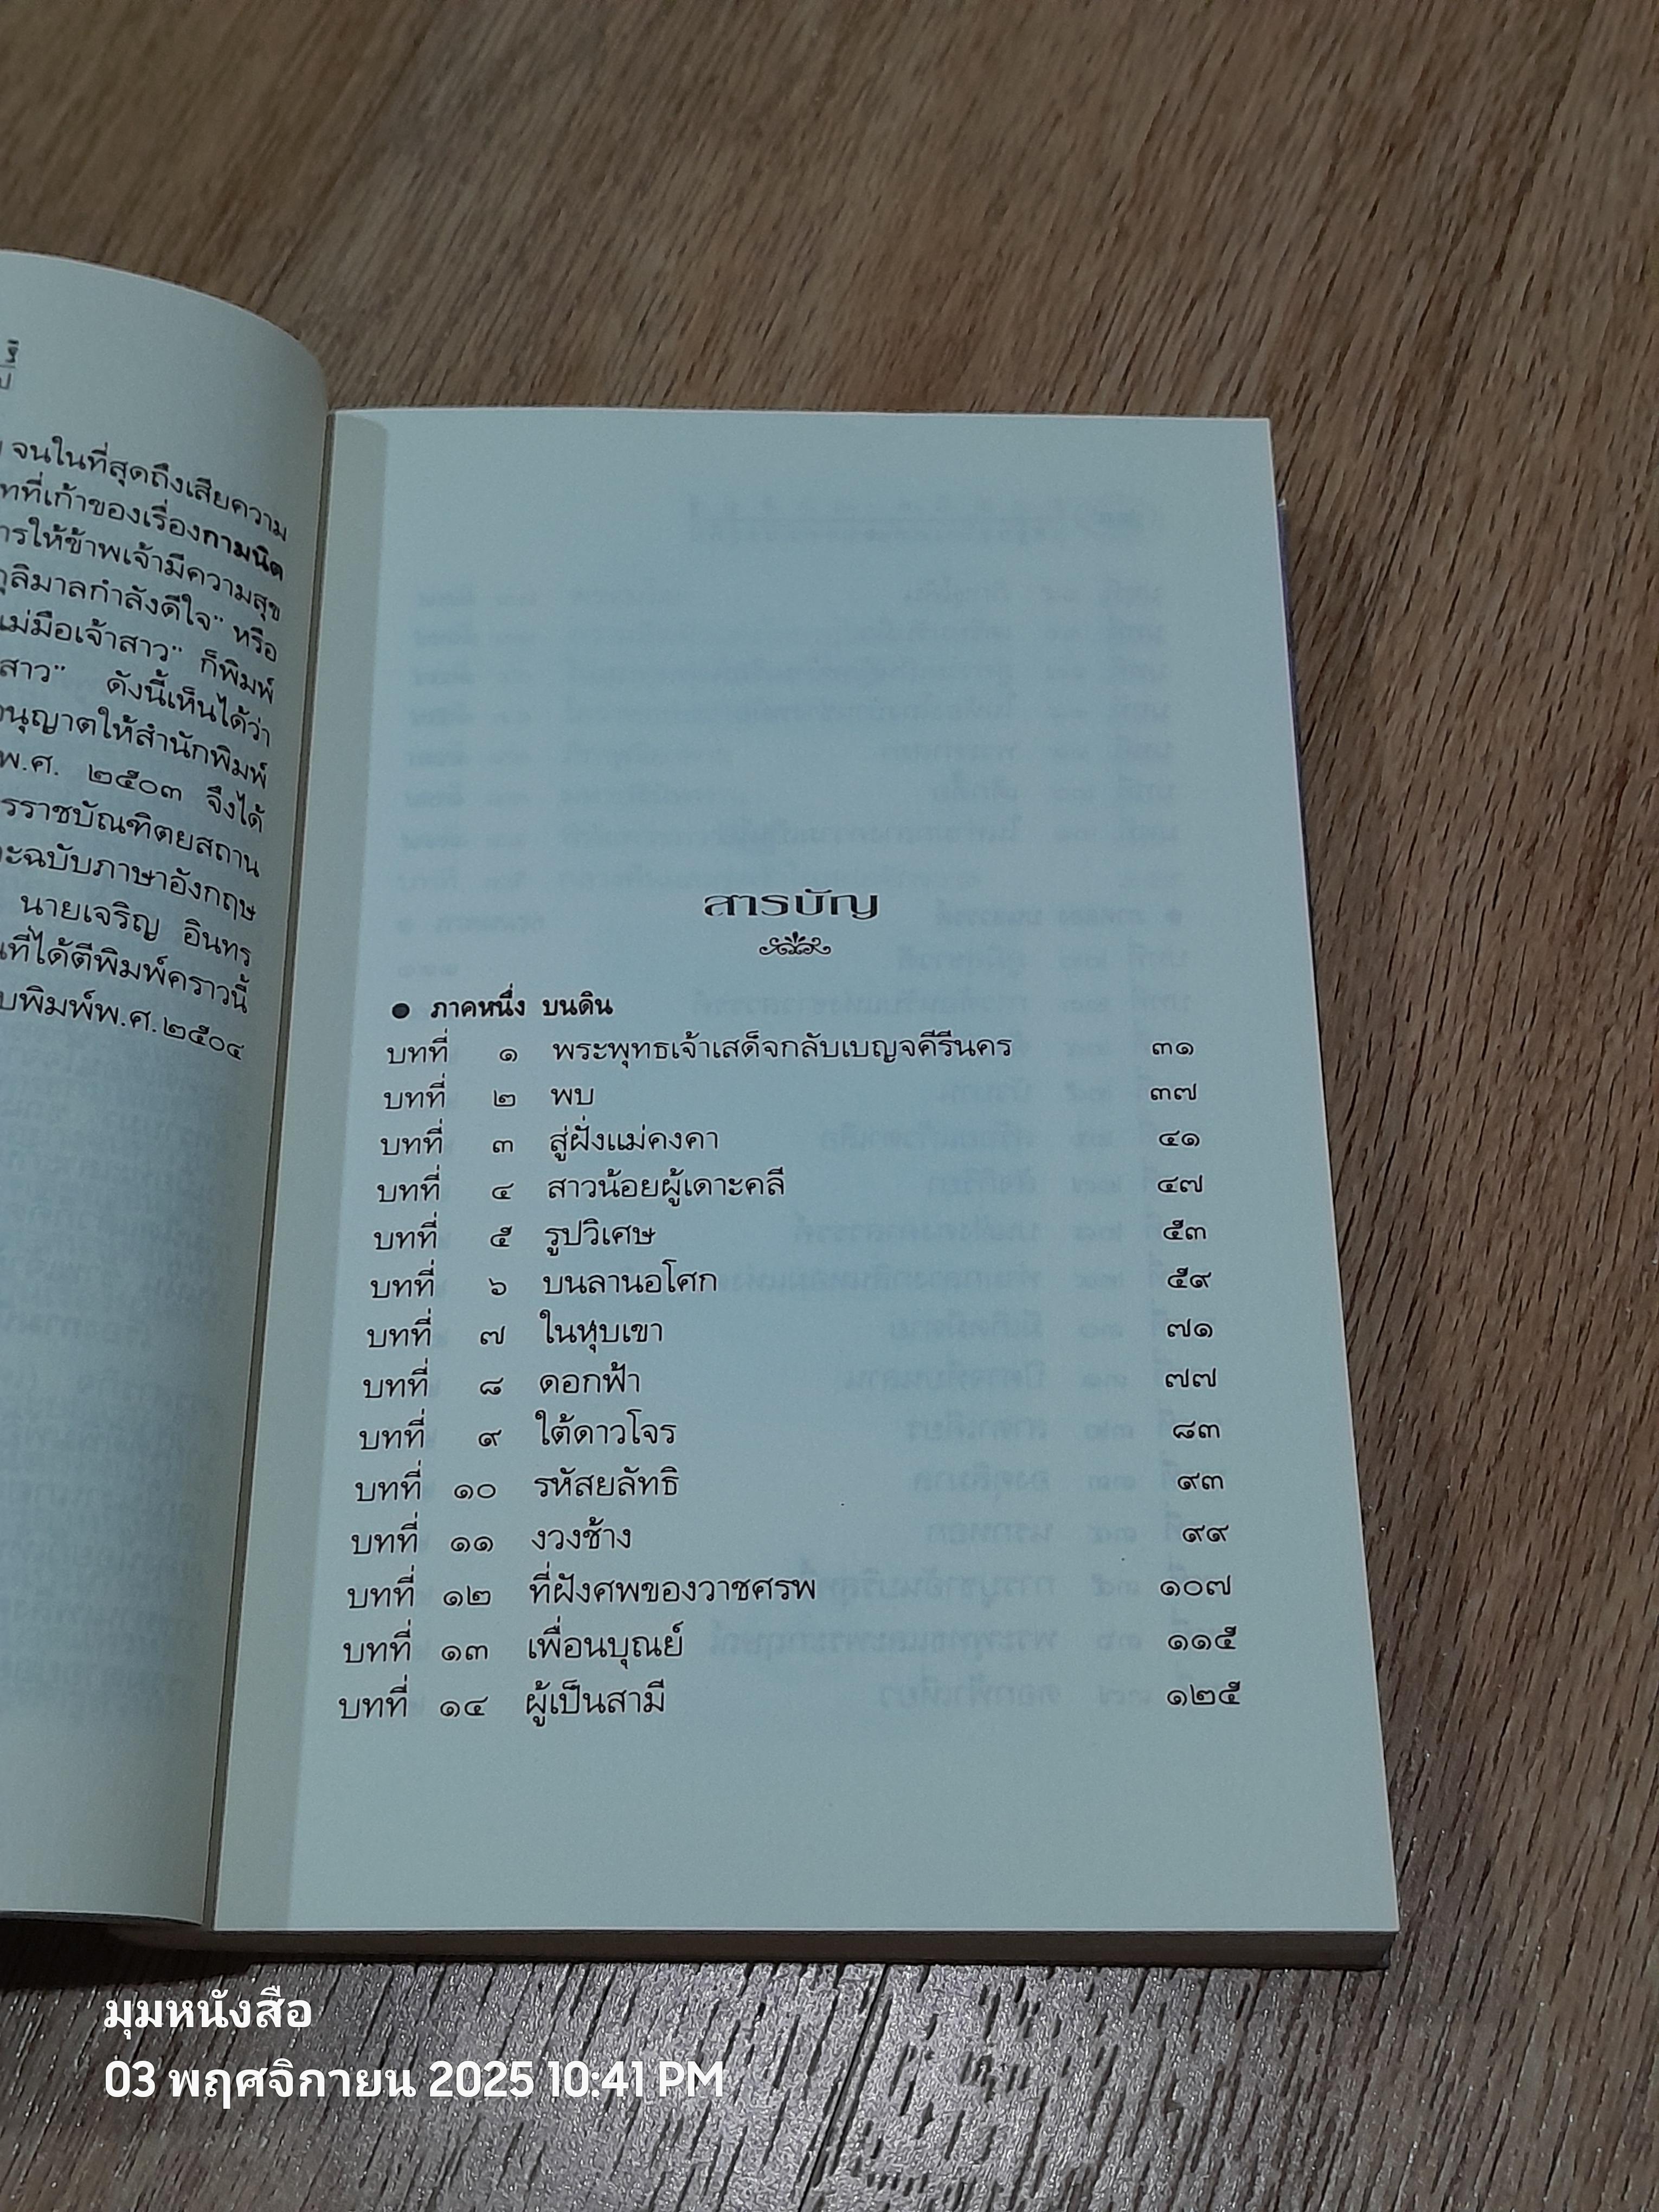 จนในที่สุดถึงเสียความ
ที่เก้าของเรื่องกามนิต
ให้ข้าพเจ้ามีความสุข
ลิมาลกำลังดีใจ" หรือ
แม่มือเจ้าสาว" ก็พิมพ์
สาว" ดังนี้เห็นได้ว่า
อนุญาตให้สำนักพิมพ์
พ.ศ. ๒๕๐๓ จึงได้
ราชบัณฑิตยสถาน
ฉบับภาษาอังกฤษ
นายเจริญ อินทร
ที่ได้ตีพิมพ์คราวนี้
พิมพ์พ.ศ.๒๕๐๔
สารบัญ
● ภาคหนึ่ง บนดิน
บทที่ ๑ พระพุทธเจ้าเสด็จกลับเบญจคีรีนคร ๓๑
บทที่ ๒ พบ ๓๗
บทที่ ๓ สู่ฝั่งแม่คงคา ๔๑
บทที่ ๔ สาวน้อยผู้เดาะคลี ๔๗
บทที่ ๕ รูปวิเศษ ๕๓
บทที่ ๖ บนลานอโศก ๕๙
บทที่ ๗ ในหุบเขา ๗๑
บทที่ ๘ ดอกฟ้า ๗๗
บทที่ ๙ ใต้ดาวโจร ๘๓
บทที่ ๑๐ รหัสยลัทธิ ๙๓
บทที่ ๑๑ งวงช้าง ๙๙
บทที่ ๑๒ ที่ฝังศพของวาชศรพ ๑๐๗
บทที่ ๑๓ เพื่อนบุณย์ ๑๑๕
บทที่ ๑๔ ผู้เป็นสามี ๑๒๕
มุมหนังสือ
03 พฤศจิกายน 2025 10:41 PM